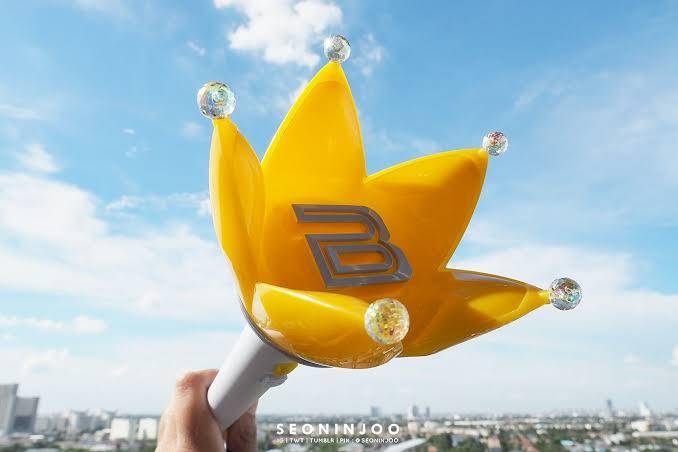 B
SEONINJOO
IG | TWT | TUMBLR | PIN : @SEONINJOO